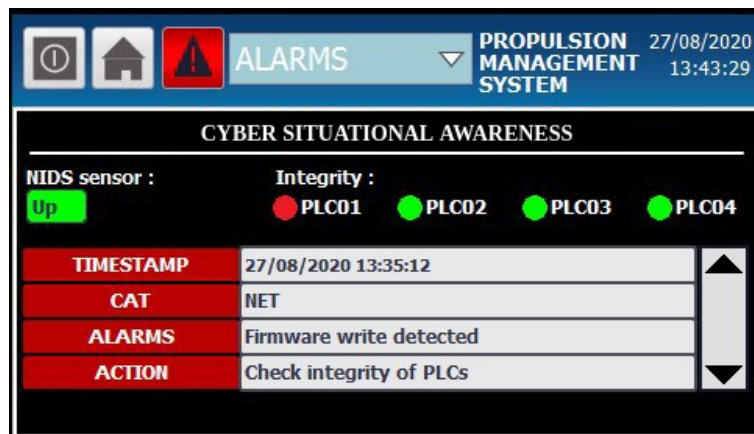 ALARMS
PROPULSION
MANAGEMENT
SYSTEM
27/08/2020
13:43:29
CYBER SITUATIONAL AWARENESS
NIDS sensor : Integrity :
Up PLC01 PLC02 PLC03 PLC04
TIMESTAMP 27/08/2020 13:35:12
CAT NET
ALARMS Firmware write detected
ACTION Check integrity of PLCs